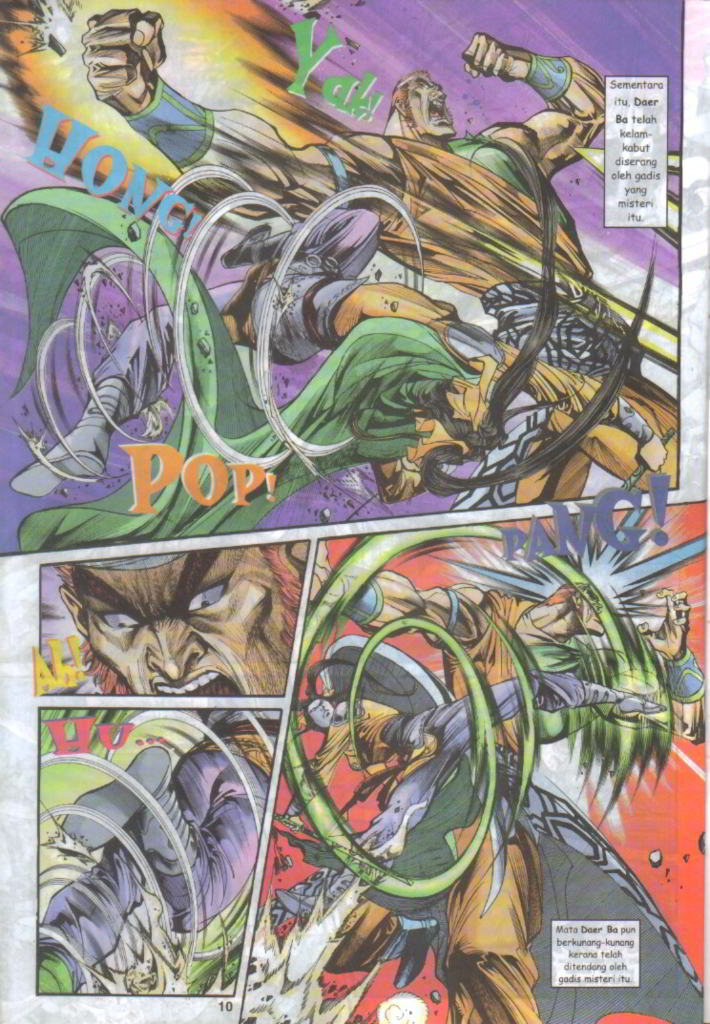 Yah!
Sementara
itu, Daer
Ba telah
kelam-
kabut
diserang
oleh gadis
yang
misteri
itu.
HONG!
POP!
PANG!
AH!
HU...
Mata Daer Ba pun
berkunang-kunang
kerana telah
ditendang oleh
gadis misteri itu.
10